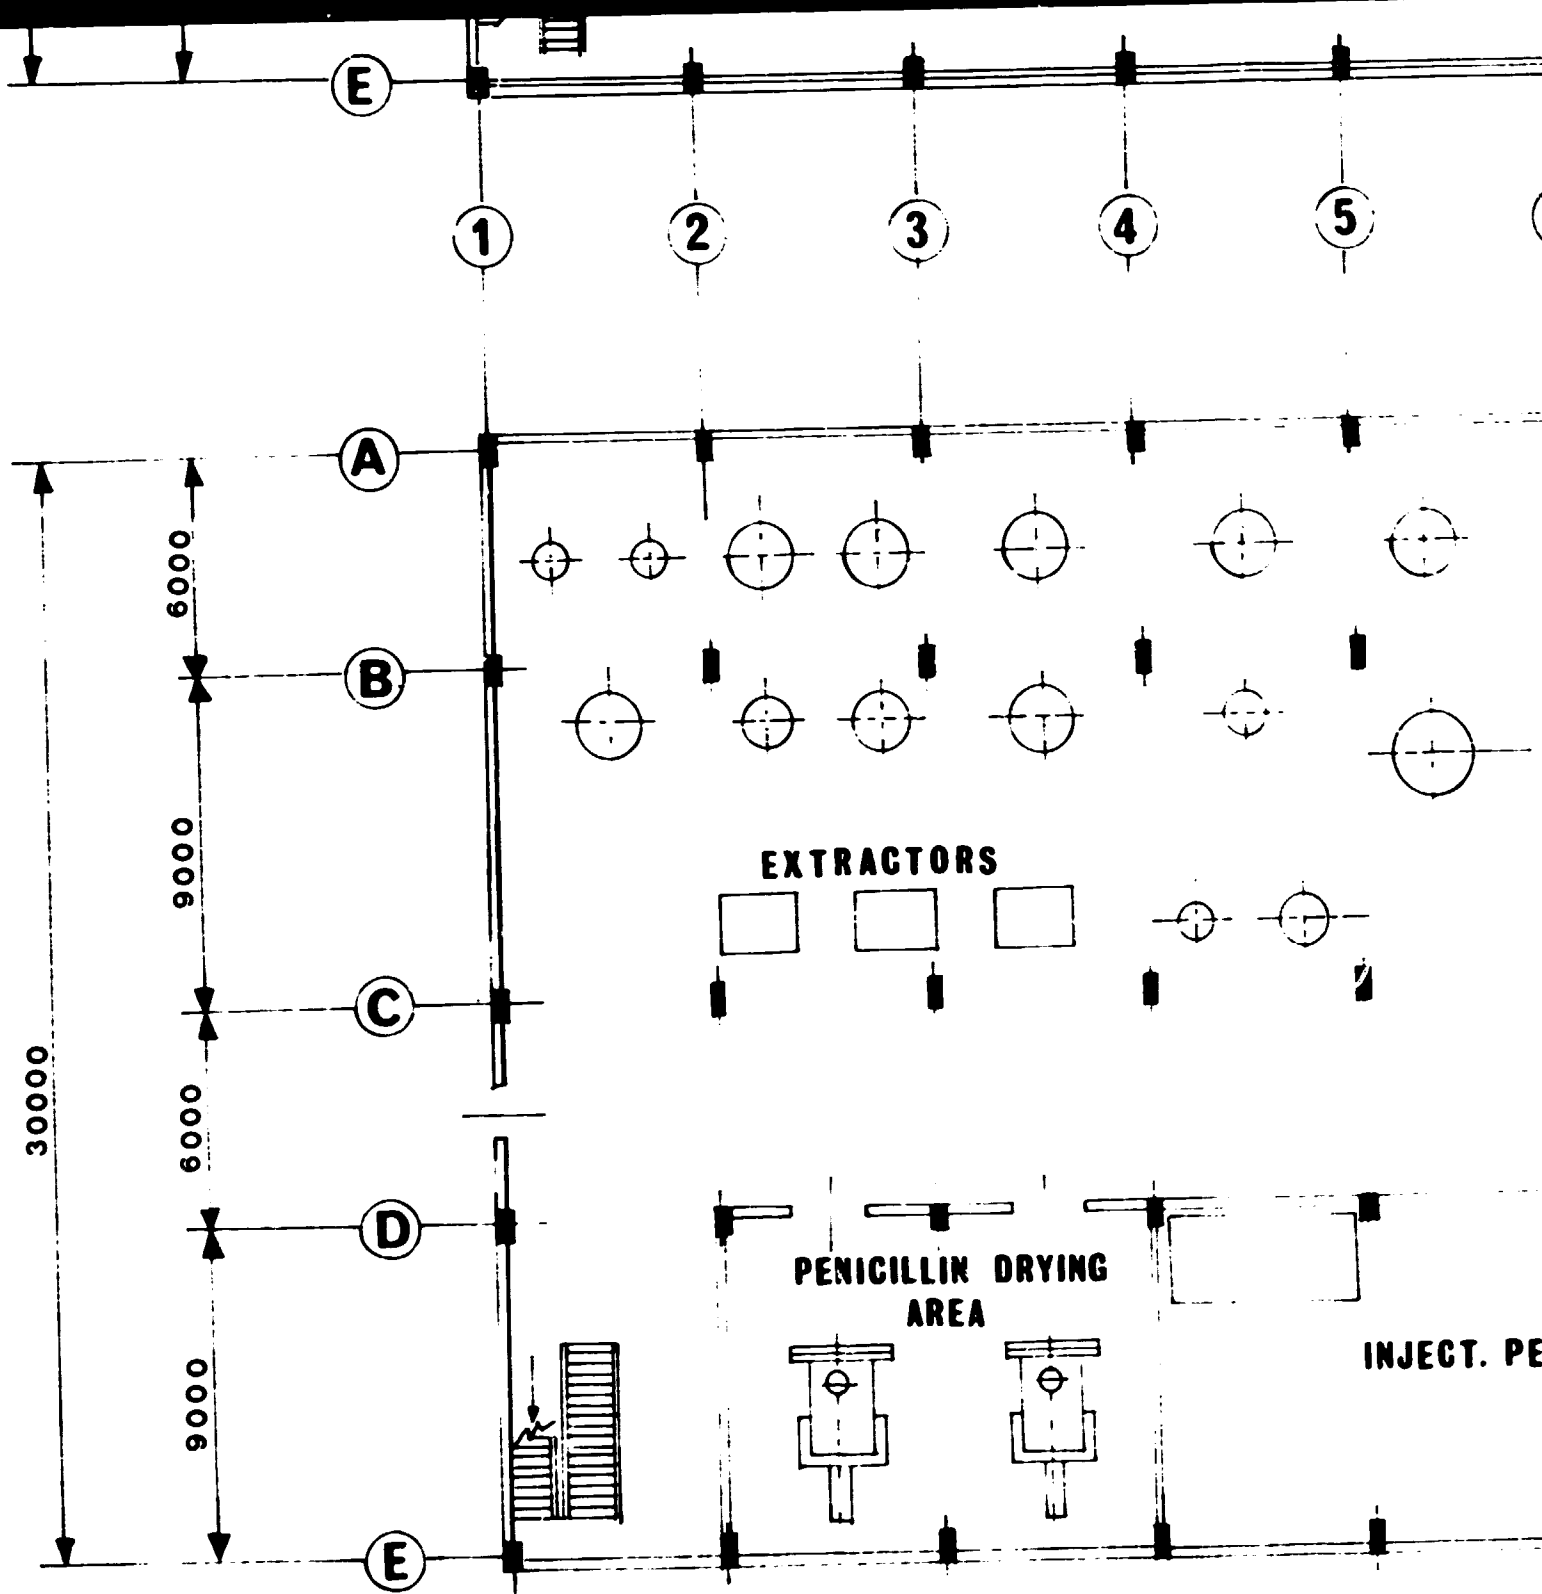 E
1 2 3 4 5
A
6000
B
9000
EXTRACTORS
C
30000
6000
D
PENICILLIN DRYING
AREA
INJECT. PE
9000
E